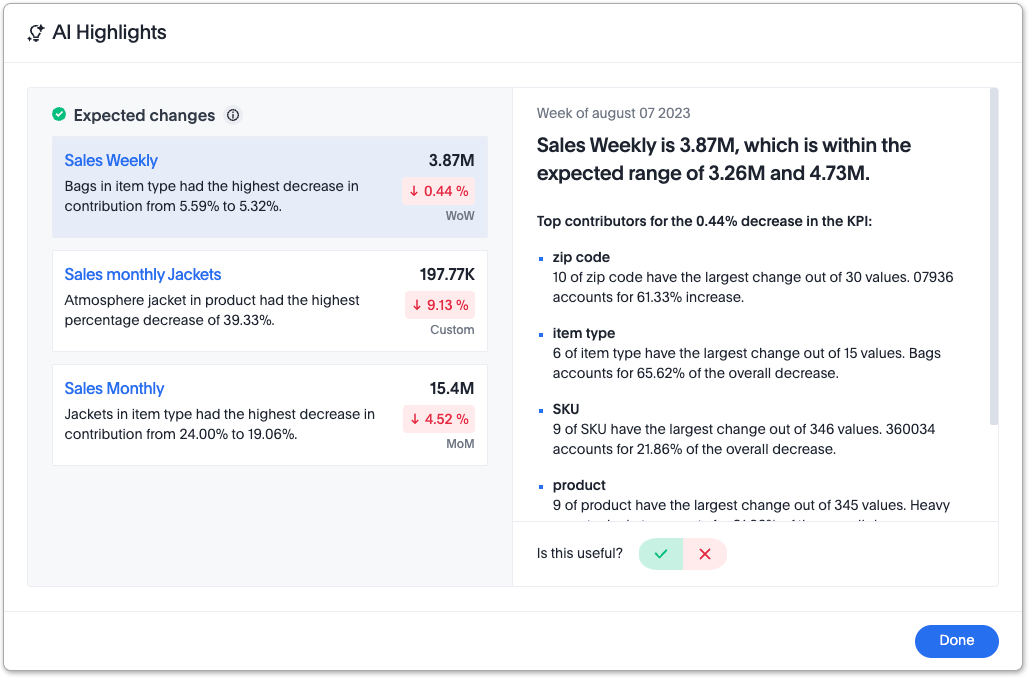 AI Highlights
Expected changes
Sales Weekly
3.87M
Bags in item type had the highest decrease in
contribution from 5.59% to 5.32%.
↓ 0.44 %
WoW
Sales monthly Jackets
197.77K
Atmosphere jacket in product had the highest
percentage decrease of 39.33%.
↓ 9.13 %
Custom
Sales Monthly
15.4M
Jackets in item type had the highest decrease in
contribution from 24.00% to 19.06%.
↓ 4.52 %
MoM
Week of august 07 2023
Sales Weekly is 3.87M, which is within the
expected range of 3.26M and 4.73M.
Top contributors for the 0.44% decrease in the KPI:
zip code
10 of zip code have the largest change out of 30 values. 07936
accounts for 61.33% increase.
item type
6 of item type have the largest change out of 15 values. Bags
accounts for 65.62% of the overall decrease.
SKU
9 of SKU have the largest change out of 346 values. 360034
accounts for 21.86% of the overall decrease.
product
9 of product have the largest change out of 345 values. Heavy
Is this useful?
Done